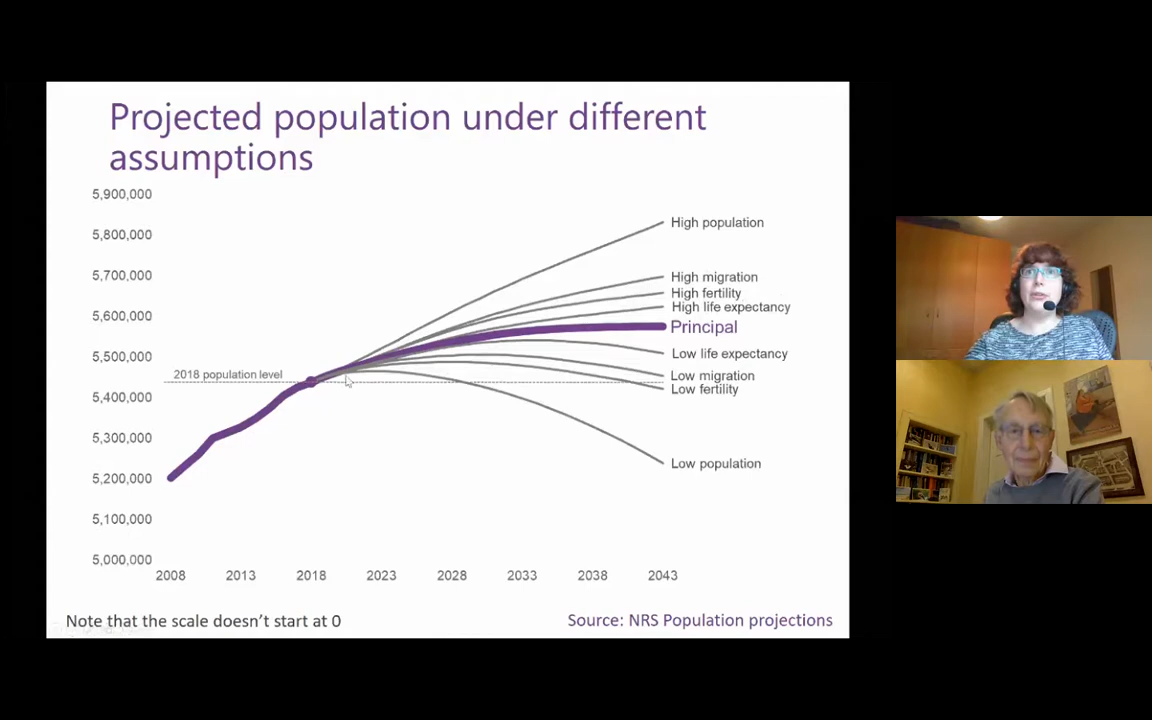 Projected population under different
assumptions
5,900,000
5,800,000
5,700,000
5,600,000
5,500,000
5,400,000
5,300,000
5,200,000
5,100,000
5,000,000
2018 population level
High population
High migration
High fertility
High life expectancy
Principal
Low life expectancy
Low migration
Low fertility
Low population
2008 2013 2018 2023 2028 2033 2038 2043
Note that the scale doesn't start at 0
Source: NRS Population projections